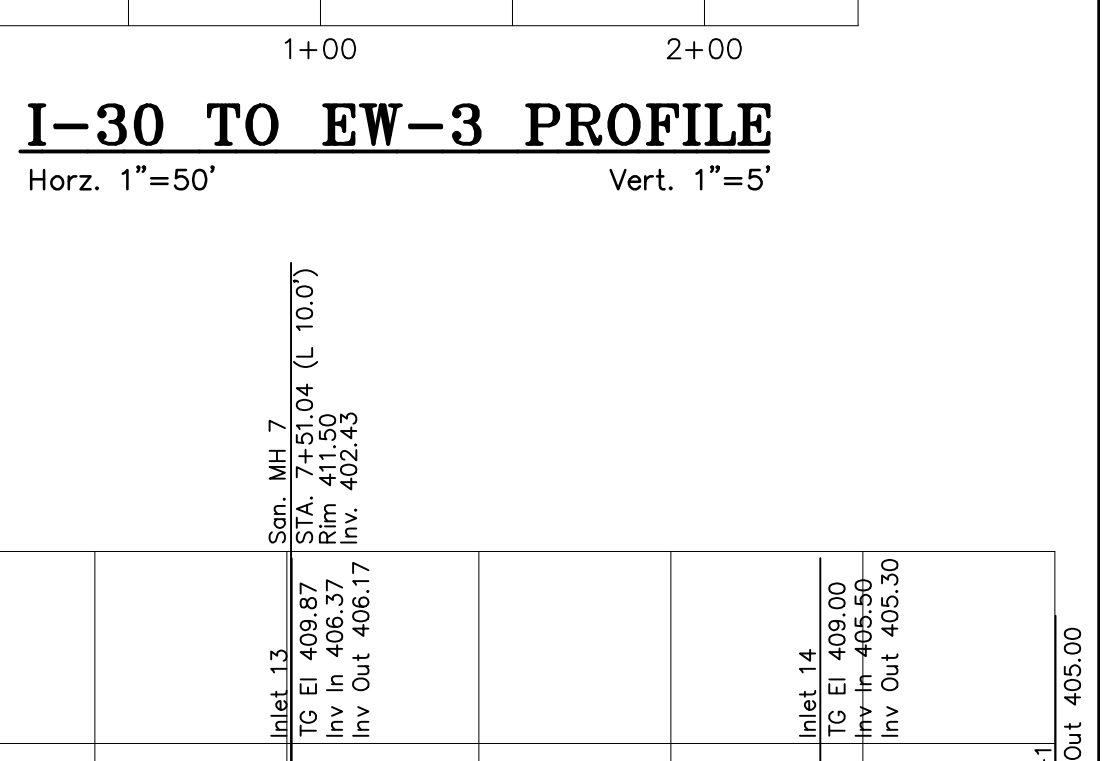 1+00
2+00
I-30 TO EW-3 PROFILE
Horz. 1"=50'
Vert. 1"=5'
San. MH 7
STA. 7+51.04 (L 10.0')
Rim 411.50
Inv. 402.43
Inlet 13
TG El 409.87
Inv In 406.37
Inv Out 406.17
Inlet 14
TG El 409.00
Inv In 405.50
Inv Out 405.30
-1
Out 405.00